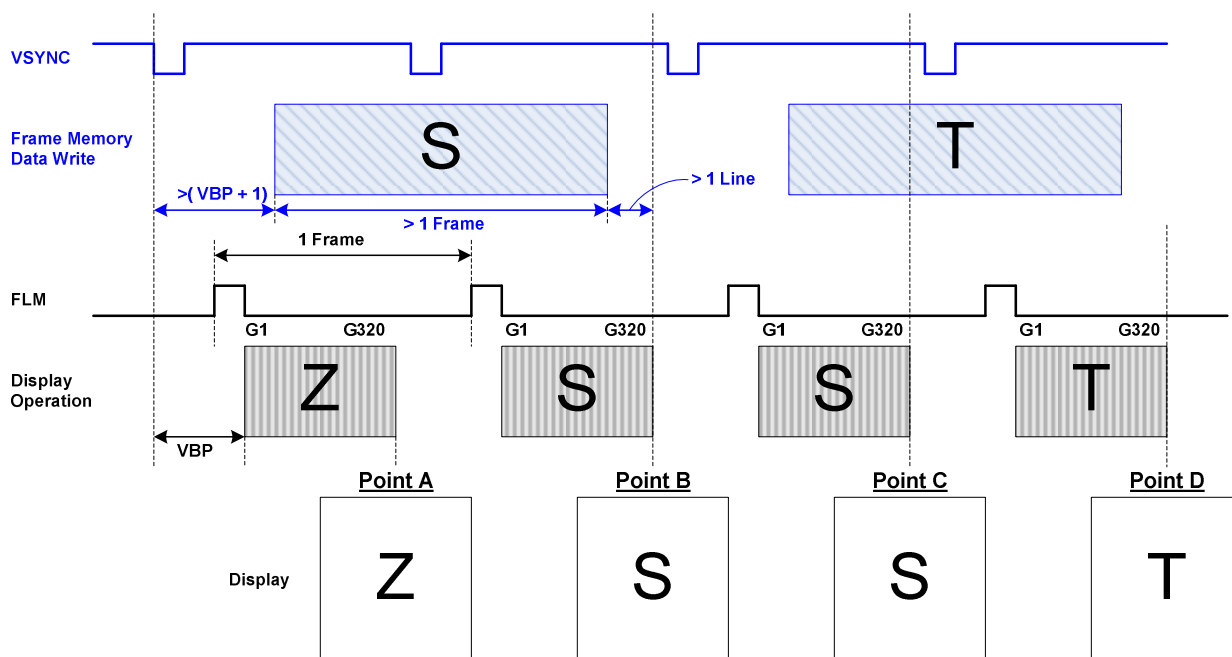 VSYNC
Frame Memory
Data Write
S
T
>( VBP + 1)
> 1 Frame
> 1 Line
1 Frame
FLM
G1 G320 G1 G320 G1 G320 G1 G320
Display
Operation
Z S S T
VBP
Point A Point B Point C Point D
Display
Z S S T